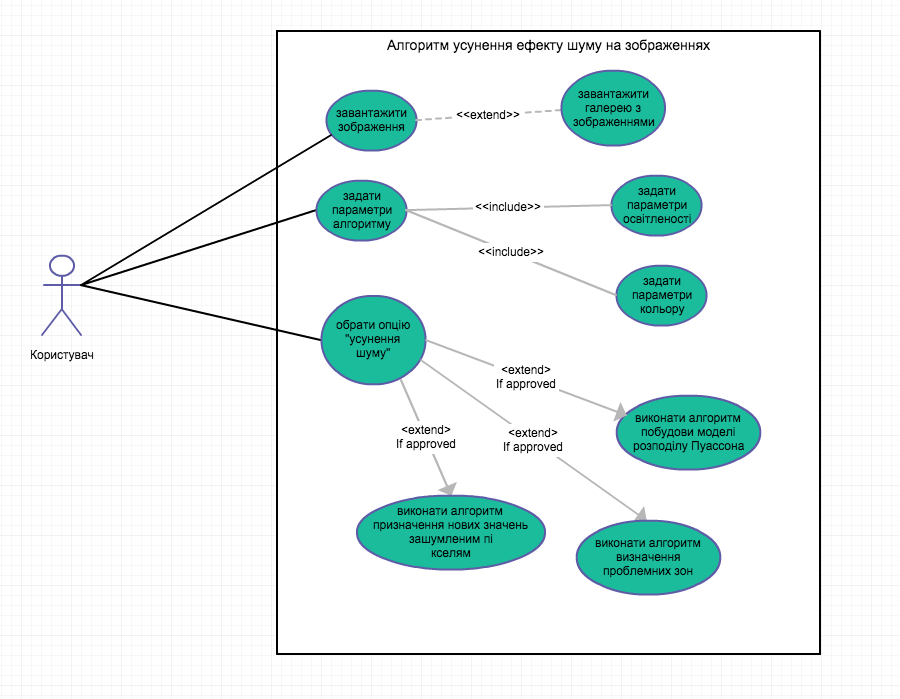 Алгоритм усунення ефекту шуму на зображеннях
завантажити
зображення
<<extend>>
завантажити
галерею з
зображеннями
задати
параметри
алгоритму
<<include>>
задати
параметри
освітленості
<<include>>
задати
параметри
кольору
Користувач
обрати опцію
"усунення
шуму"
<extend>
If approved
<extend>
If approved
<extend>
If approved
виконати алгоритм
побудови моделі
розподілу Пуассона
виконати алгоритм
призначення нових значень
зашумленим пі
кселям
виконати алгоритм
визначення
проблемних зон